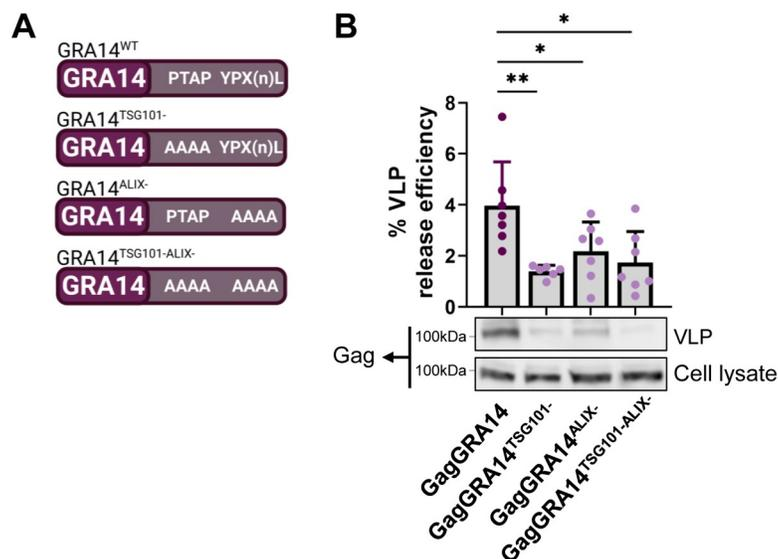 A
GRA14WT
GRA14 PTAP YPX(n)L
GRA14TSG101-
GRA14 AAAA YPX(n)L
GRA14ALIX-
GRA14 PTAP AAAA
GRA14TSG101-ALIX-
GRA14 AAAA AAAA
B
*
*
**
% VLP
release efficiency
8
6
4
2
0
Gag
100kDa
VLP
100kDa
Cell lysate
GagGRA14
GagGRA14TSG101-
GagGRA14ALIX-
GagGRA14TSG101-ALIX-